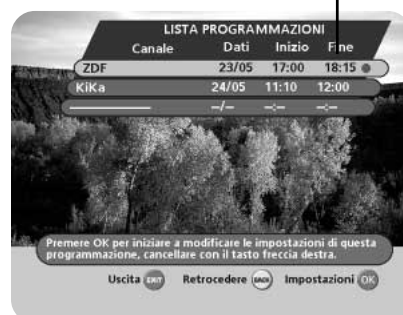 LISTA PROGRAMMAZIONI
Canale Dati Inizio Fine
ZDF 23/05 17:00 18:15
KiKa 24/05 11:10 12:00
--/-- --:-- --:--
Premere OK per iniziare a modificare le impostazioni di questa
programmazione, cancellare con il tasto freccia destra.
Uscita EXIT Retrocedere BACK Impostazioni OK